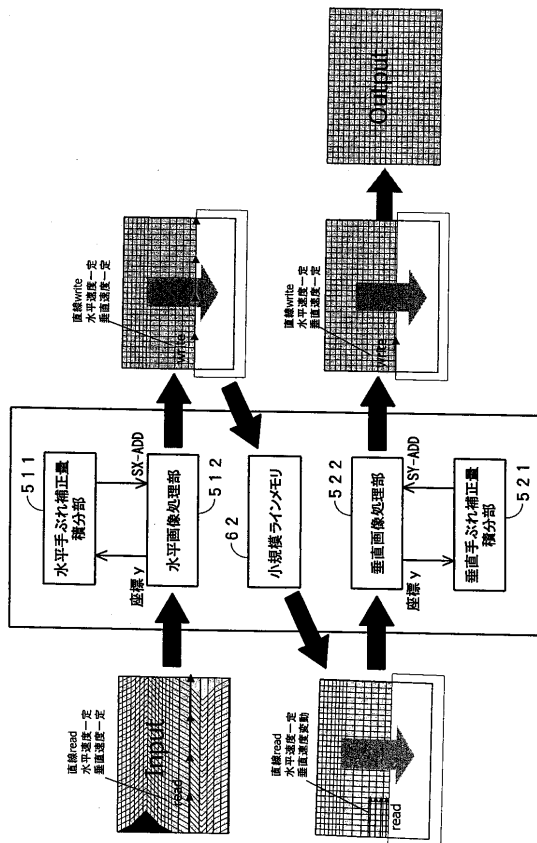 511
水平手ぶれ補正量
積分部
座標 y
SX-ADD
水平画像処理部
512
直線read
水平速度一定
垂直速度一定
Input
read
直線write
水平速度一定
垂直速度一定
write
62
小規模ラインメモリ
直線read
水平速度一定
垂直速度変動
read
522
垂直画像処理部
座標 y
SY-ADD
垂直手ぶれ補正量
積分部
521
直線write
水平速度一定
垂直速度一定
write
Output